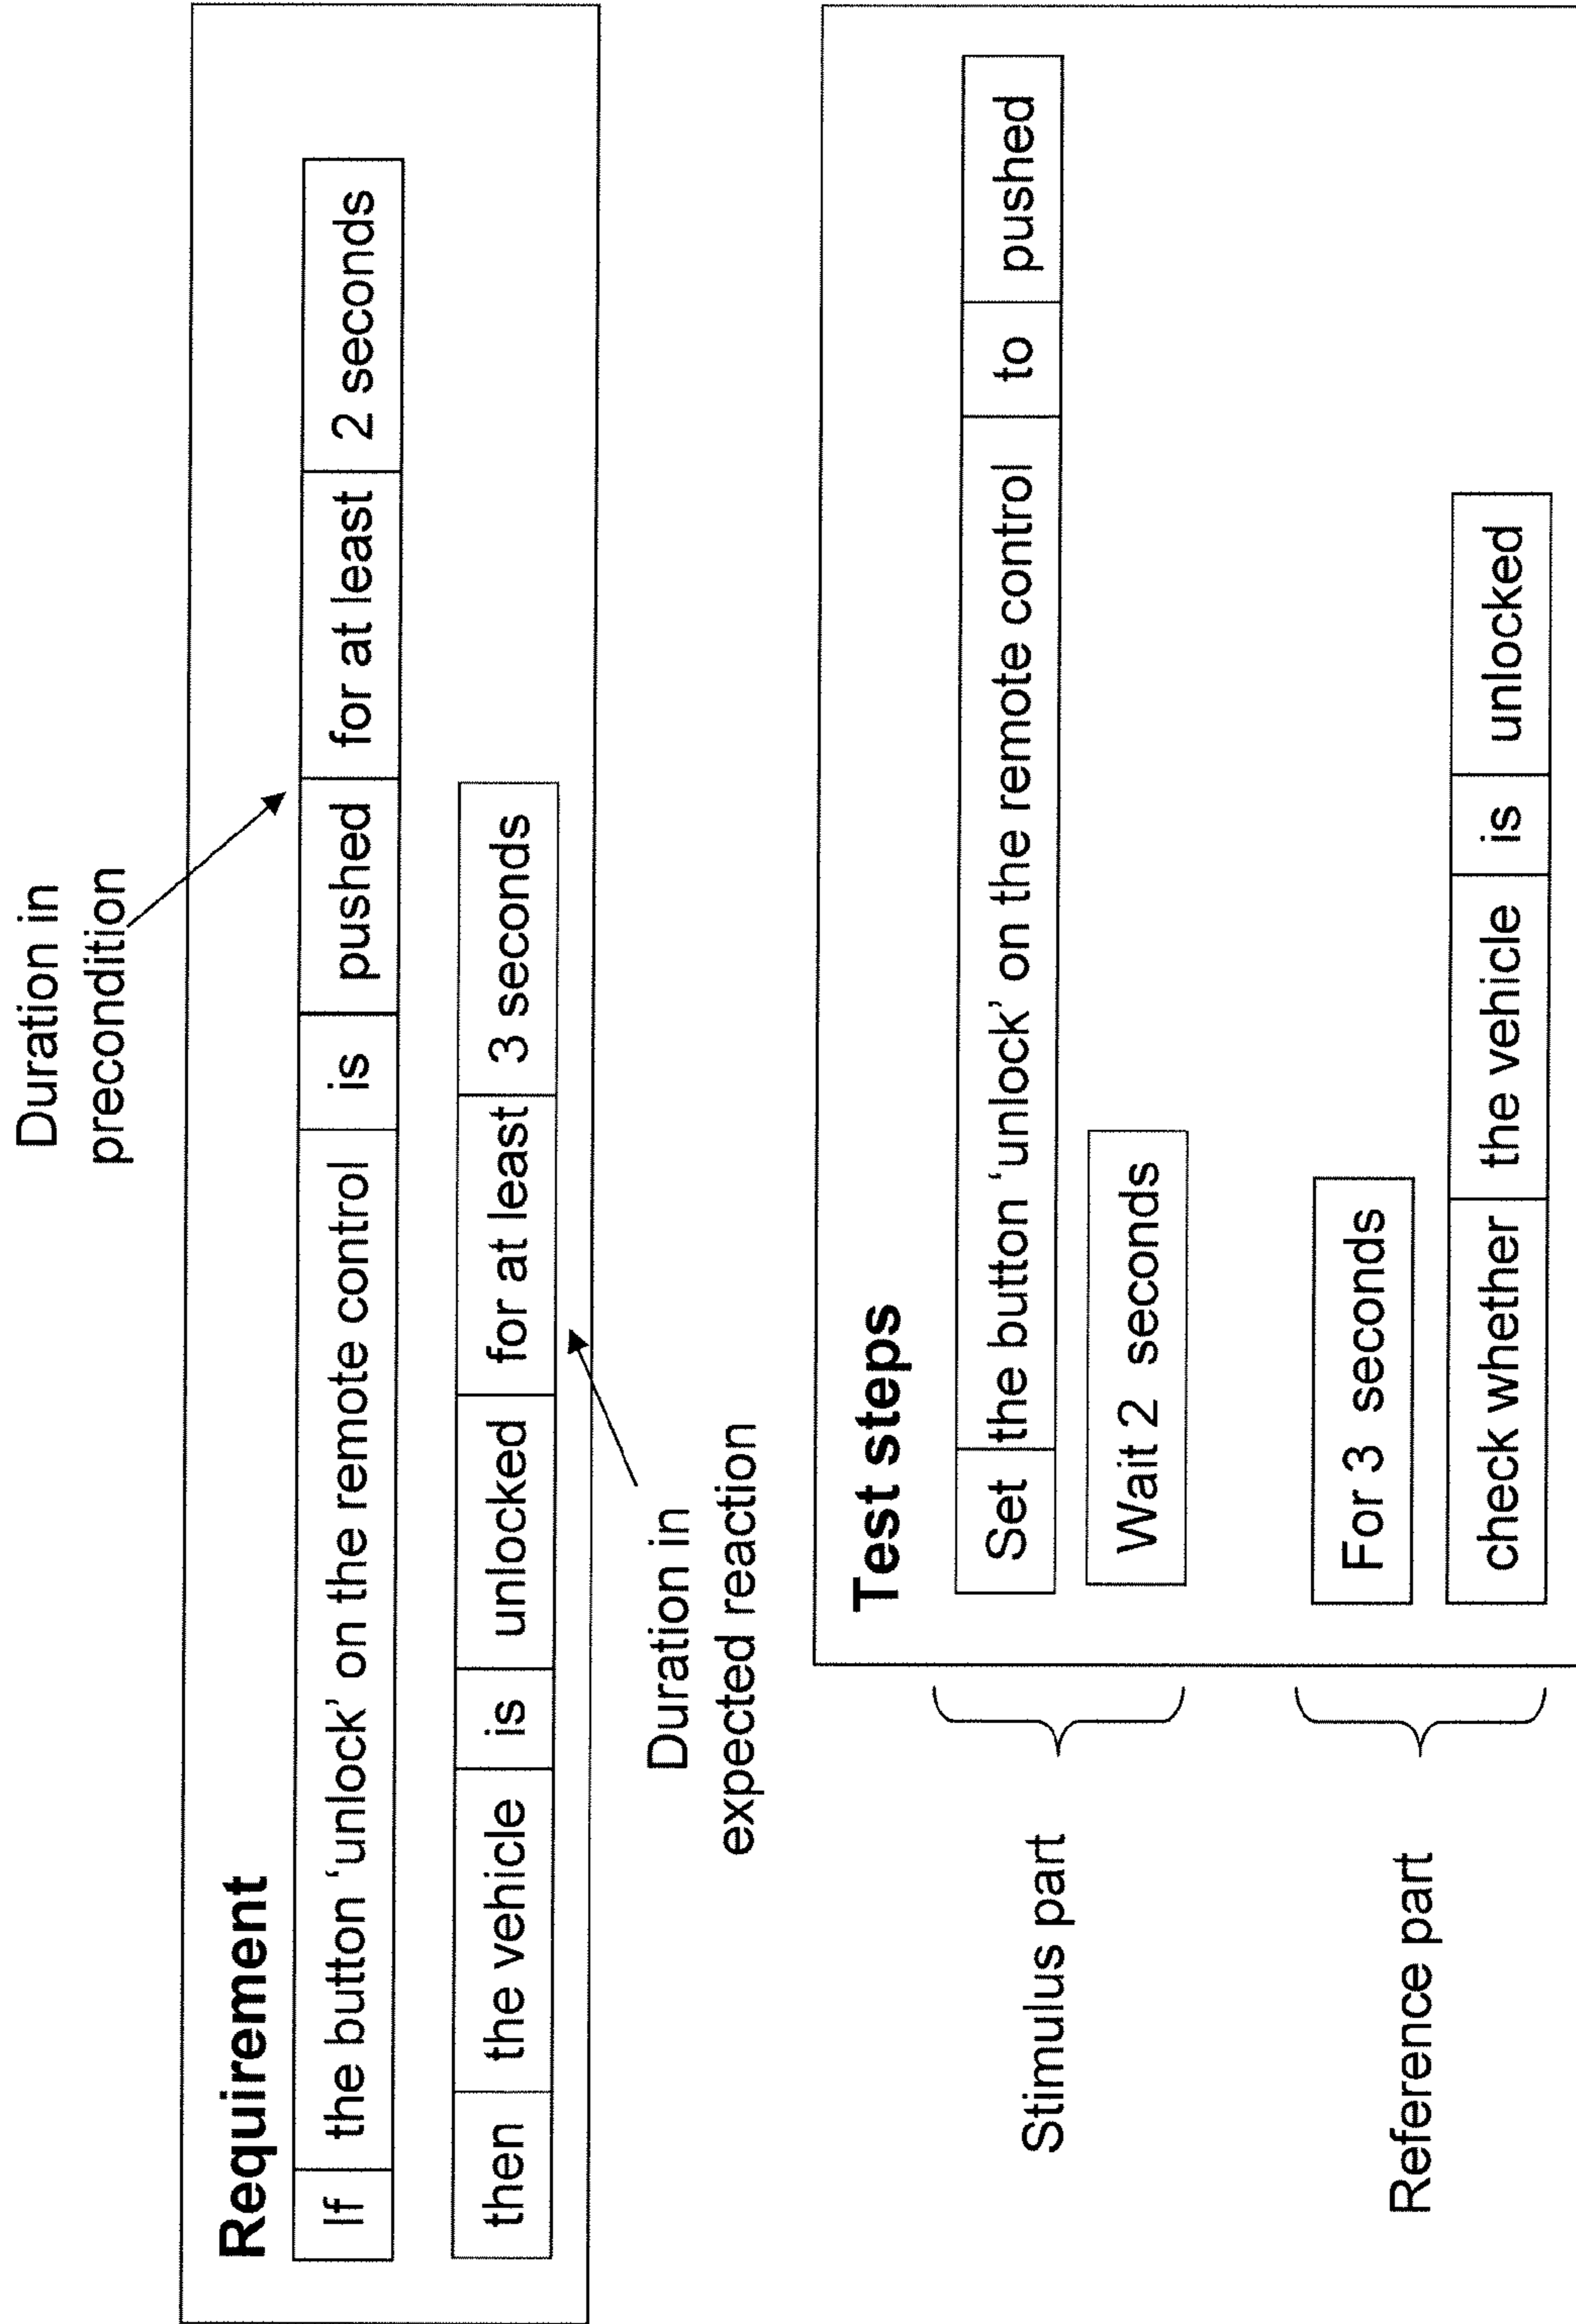 Duration in
precondition
Requirement
If the button ‘unlock’ on the remote control is pushed for at least 2 seconds
then the vehicle is unlocked for at least 3 seconds
Duration in
expected reaction
Test steps
Stimulus part
Set the button ‘unlock’ on the remote control to pushed
Wait 2 seconds
Reference part
For 3 seconds
check whether the vehicle is unlocked